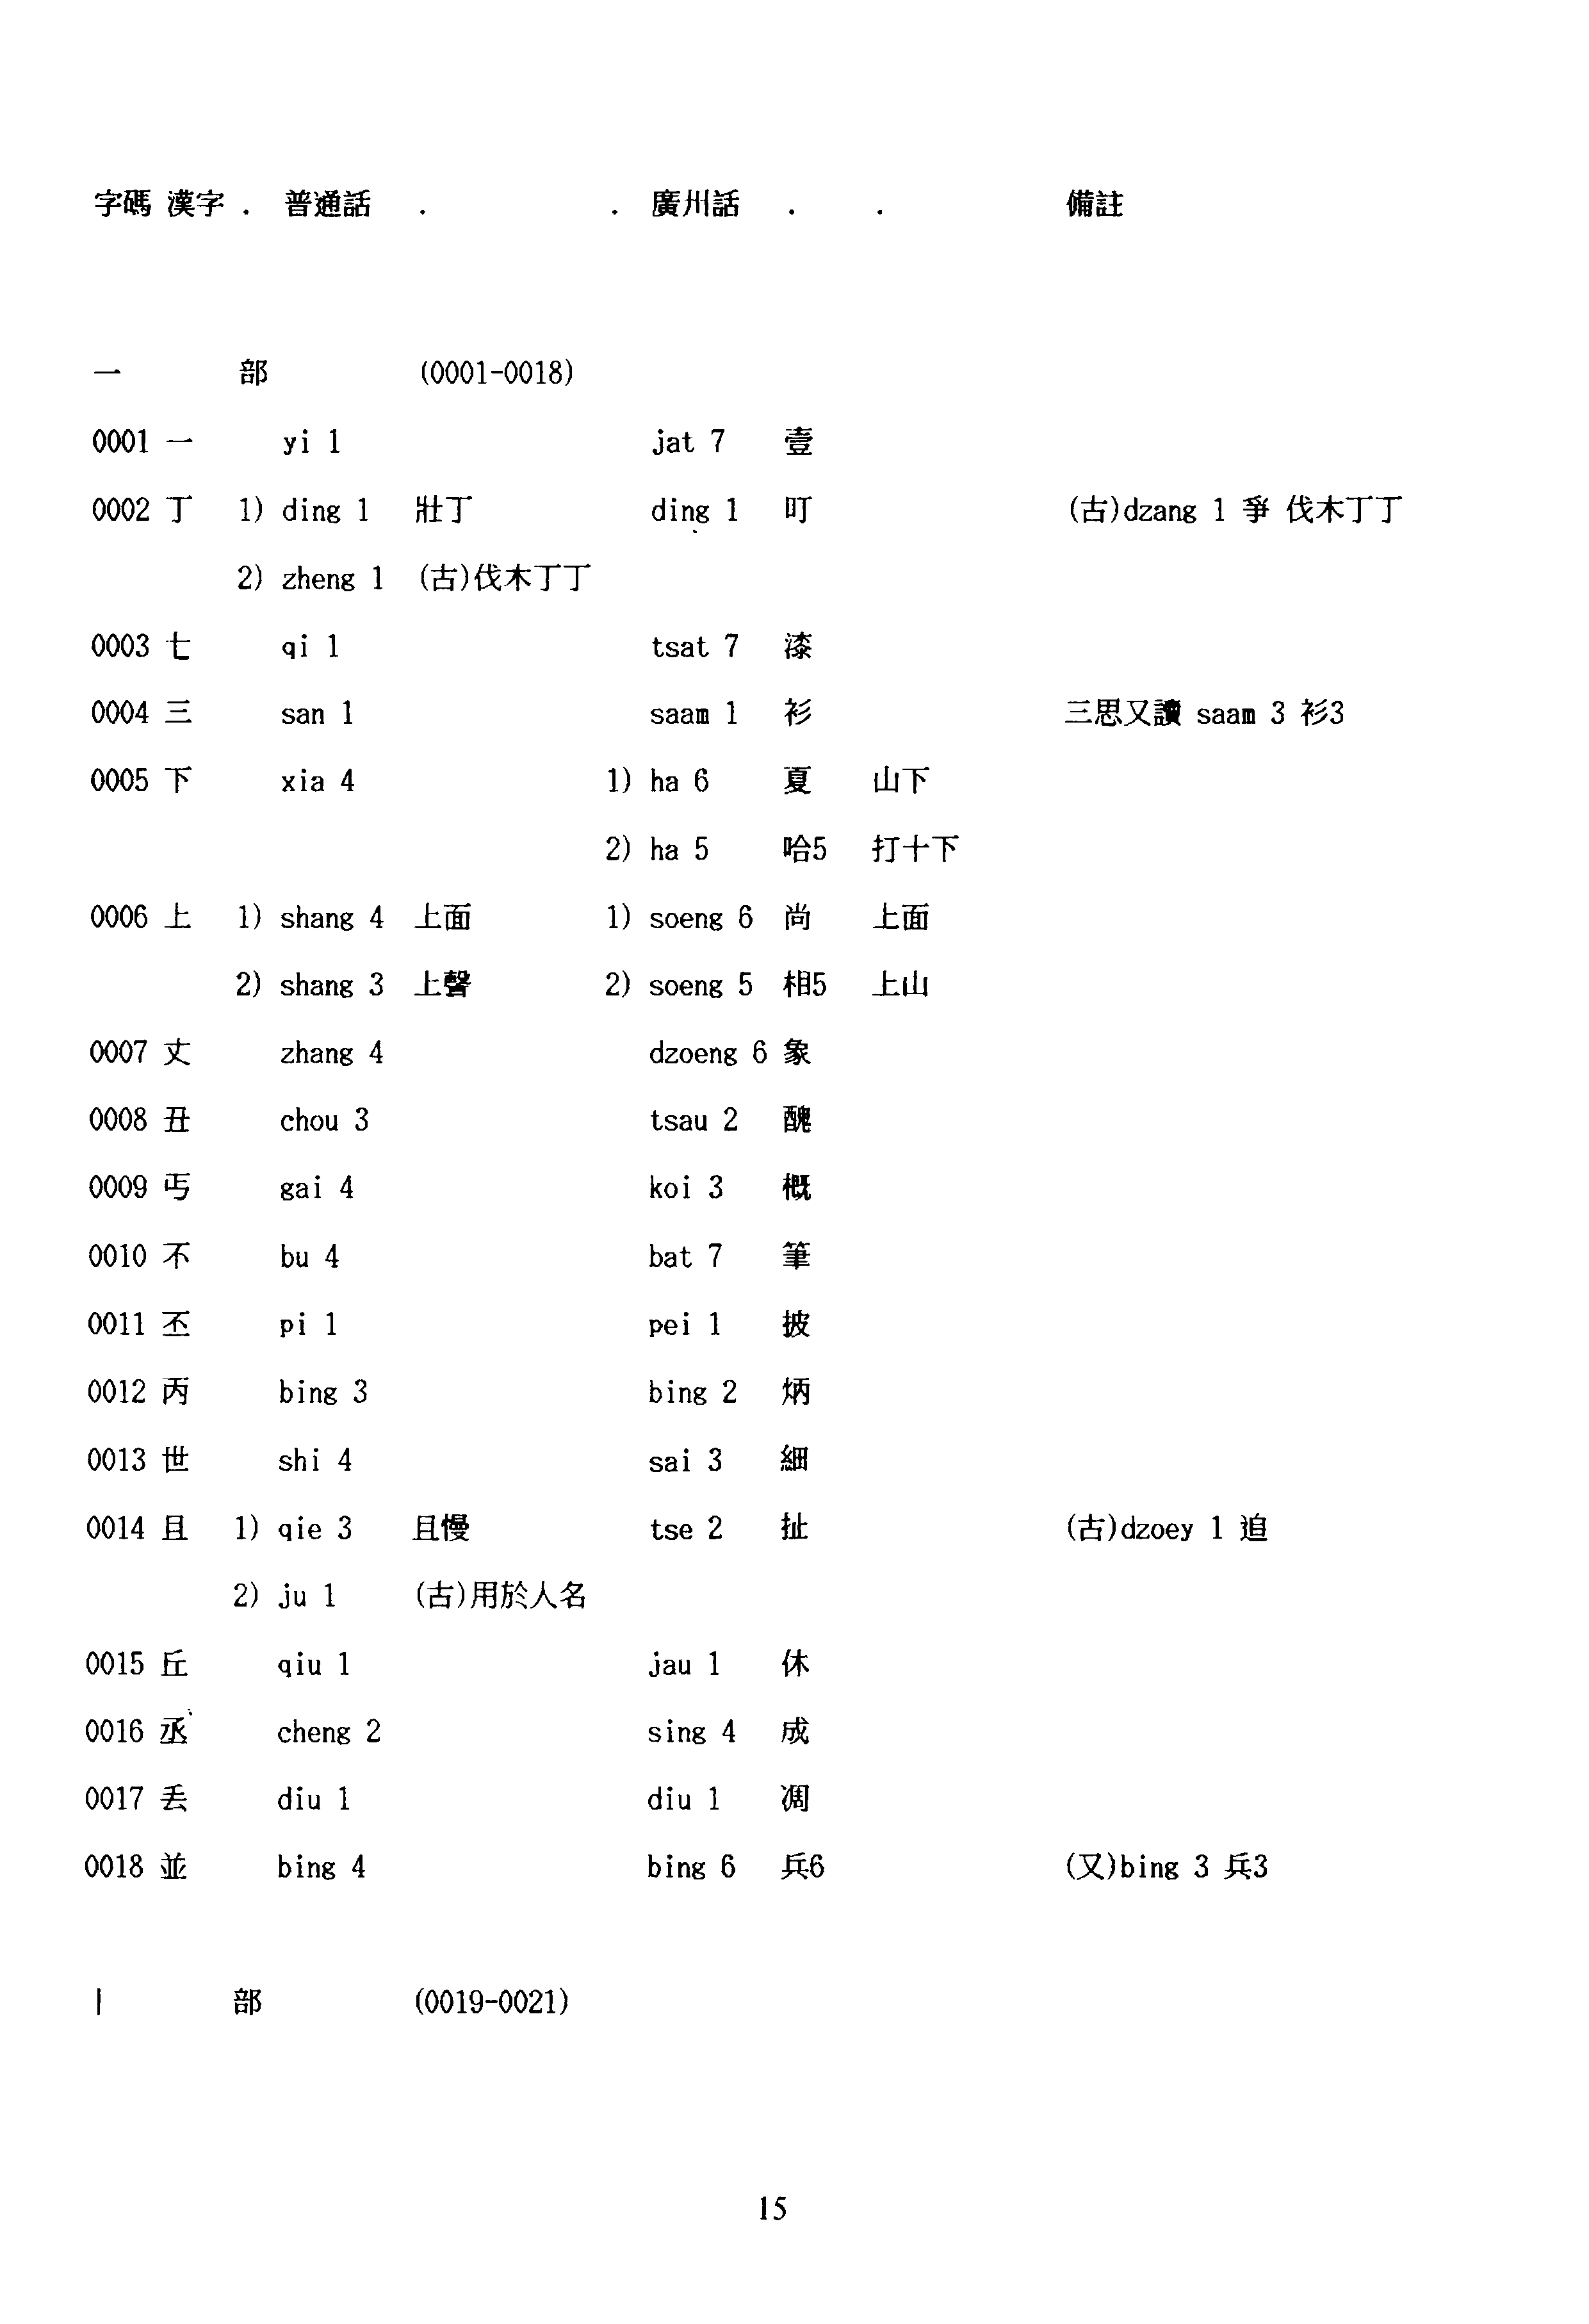 字碼 漢字 . 普通話 . . 廣州話 . . 備註
一 部 (0001-0018)
0001 一 yi 1 jat 7 壹
0002 丁 1) ding 1 壯丁 ding 1 叮 (古)dzang 1 爭 伐木丁丁
2) zheng 1 (古)伐木丁丁
0003 七 qi 1 tsat 7 漆
0004 三 san 1 saam 1 衫 三思又讀 saam 3 衫3
0005 下 xia 4 1) ha 6 夏 山下
2) ha 5 哈5 打十下
0006 上 1) shang 4 上面 1) soeng 6 尚 上面
2) shang 3 上聲 2) soeng 5 相5 上山
0007 丈 zhang 4 dzoeng 6 象
0008 丑 chou 3 tsau 2 醜
0009 丐 gai 4 koi 3 概
0010 不 bu 4 bat 7 筆
0011 丕 pi 1 pei 1 披
0012 丙 bing 3 bing 2 炳
0013 世 shi 4 sai 3 細
0014 且 1) qie 3 且慢 tse 2 扯 (古)dzoey 1 追
2) ju 1 (古)用於人名
0015 丘 qiu 1 jau 1 休
0016 丞 cheng 2 sing 4 成
0017 丟 diu 1 diu 1 凋
0018 並 bing 4 bing 6 兵6 (又)bing 3 兵3
丨 部 (0019-0021)
15